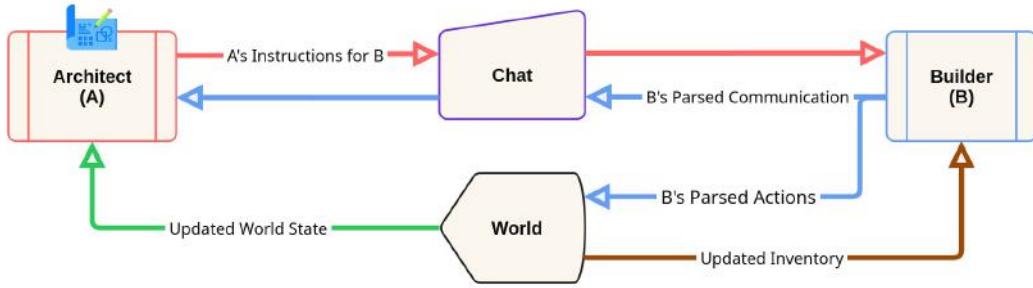 Architect
(A)
A's Instructions for B
Chat
B's Parsed Communication
Builder
(B)
B's Parsed Actions
Updated World State
World
Updated Inventory